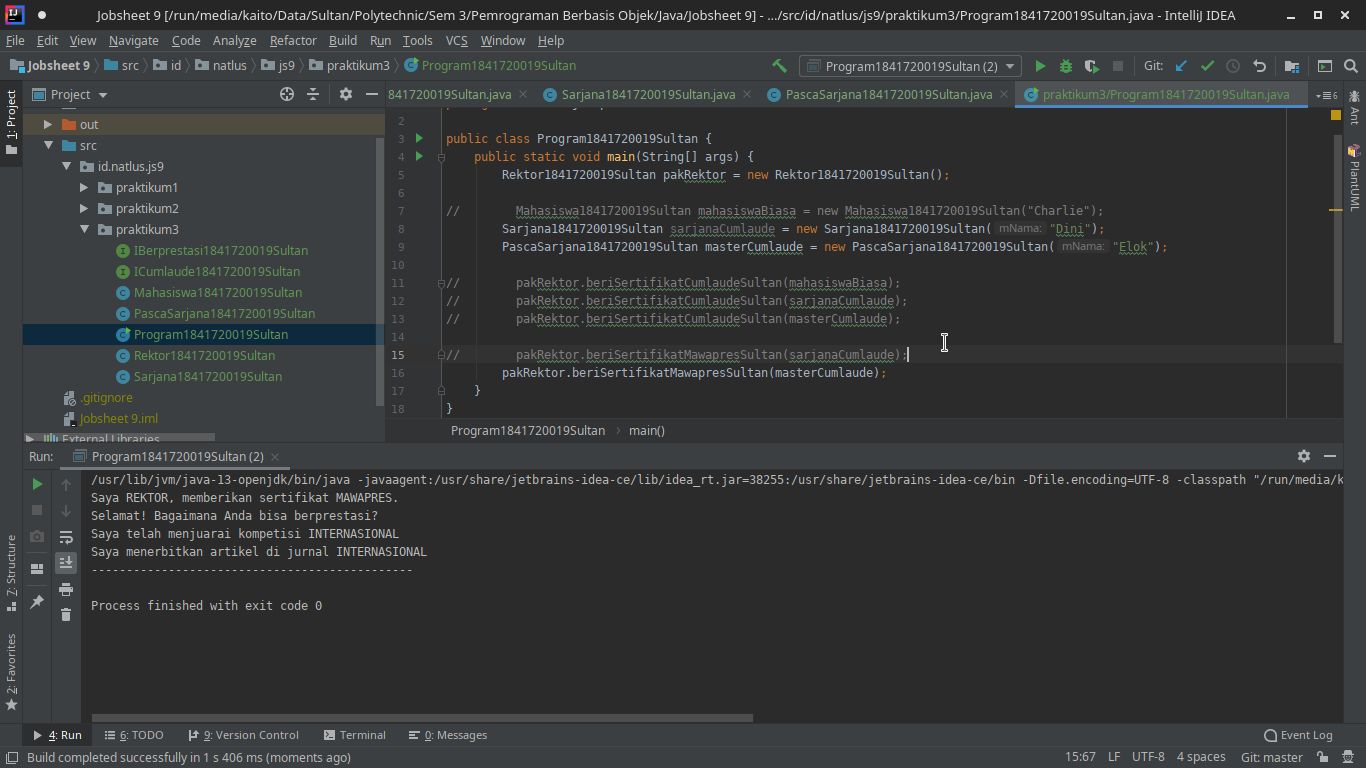 Jobsheet 9 [/run/media/kaito/Data/Sultan/Polytechnic/Sem 3/Pemrograman Berbasis Objek/Java/Jobsheet 9] - .../src/id/natlus/js9/praktikum3/Program1841720019Sultan.java - IntelliJ IDEA
File Edit View Navigate Code Analyze Refactor Build Run Tools VCS Window Help
Jobsheet 9 src id natlus js9 praktikum3 Program1841720019Sultan Program1841720019Sultan (2) Git:
1: Project
Project
841720019Sultan.java Sarjana1841720019Sultan.java PascaSarjana1841720019Sultan.java praktikum3/Program1841720019Sultan.java 6
out
src
id.natlus.js9
praktikum1
praktikum2
praktikum3
IBerprestasi1841720019Sultan
ICumlaude1841720019Sultan
Mahasiswa1841720019Sultan
PascaSarjana1841720019Sultan
Program1841720019Sultan
Rektor1841720019Sultan
Sarjana1841720019Sultan
.gitignore
Jobsheet 9.iml
External Libraries
2
3 public class Program1841720019Sultan {
4 public static void main(String[] args) {
5 Rektor1841720019Sultan pakRektor = new Rektor1841720019Sultan();
6
7 // Mahasiswa1841720019Sultan mahasiswaBiasa = new Mahasiswa1841720019Sultan("Charlie");
8 Sarjana1841720019Sultan sarjanaCumlaude = new Sarjana1841720019Sultan( mNama: "Dini");
9 PascaSarjana1841720019Sultan masterCumlaude = new PascaSarjana1841720019Sultan( mNama: "Elok");
10
11 // pakRektor.beriSertifikatCumlaudeSultan(mahasiswaBiasa);
12 // pakRektor.beriSertifikatCumlaudeSultan(sarjanaCumlaude);
13 // pakRektor.beriSertifikatCumlaudeSultan(masterCumlaude);
14
15 // pakRektor.beriSertifikatMawapresSultan(sarjanaCumlaude);
16 pakRektor.beriSertifikatMawapresSultan(masterCumlaude);
17 }
18 }
Program1841720019Sultan main()
Ant
PlantUML
Run: Program1841720019Sultan (2)
/usr/lib/jvm/java-13-openjdk/bin/java -javaagent:/usr/share/jetbrains-idea-ce/lib/idea_rt.jar=38255:/usr/share/jetbrains-idea-ce/bin -Dfile.encoding=UTF-8 -classpath "/run/media/k
Saya REKTOR, memberikan sertifikat MAWAPRES.
Selamat! Bagaimana Anda bisa berprestasi?
Saya telah menjuarai kompetisi INTERNASIONAL
Saya menerbitkan artikel di jurnal INTERNASIONAL
----------------------------------------------
Process finished with exit code 0
7: Structure
2: Favorites
4: Run 6: TODO 9: Version Control Terminal 0: Messages Event Log
Build completed successfully in 1 s 406 ms (moments ago) 15:67 LF UTF-8 4 spaces Git: master